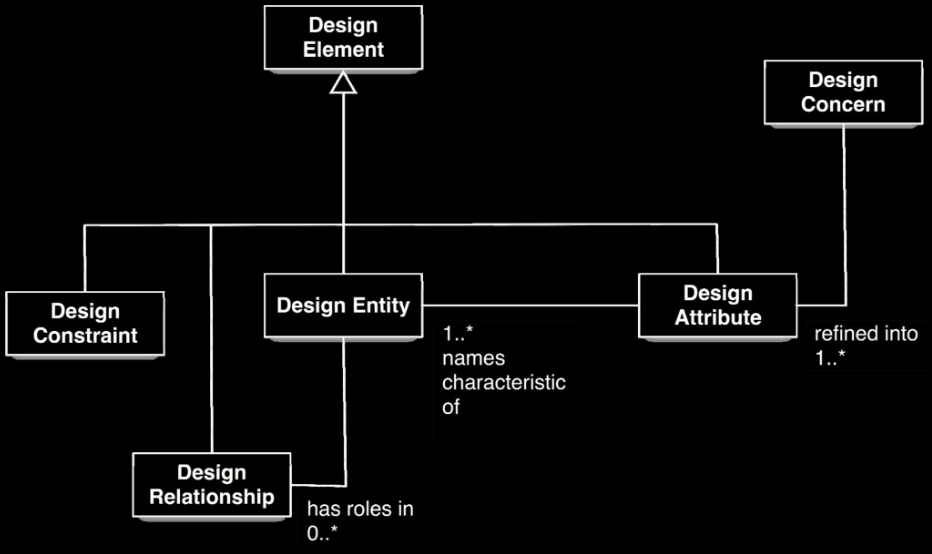 Design
Element
Design
Concern
Design
Constraint
Design Entity
Design
Attribute
1..*
names
characteristic
of
refined into
1..*
Design
Relationship
has roles in
0..*